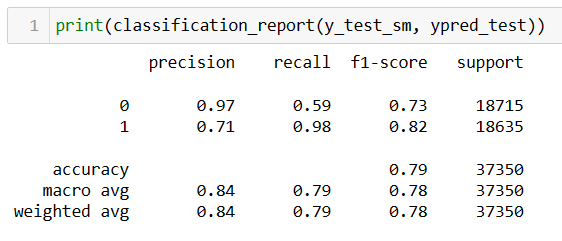 1 print(classification_report(y_test_sm, ypred_test))
precision recall f1-score support
0 0.97 0.59 0.73 18715
1 0.71 0.98 0.82 18635
accuracy 0.79 37350
macro avg 0.84 0.79 0.78 37350
weighted avg 0.84 0.79 0.78 37350